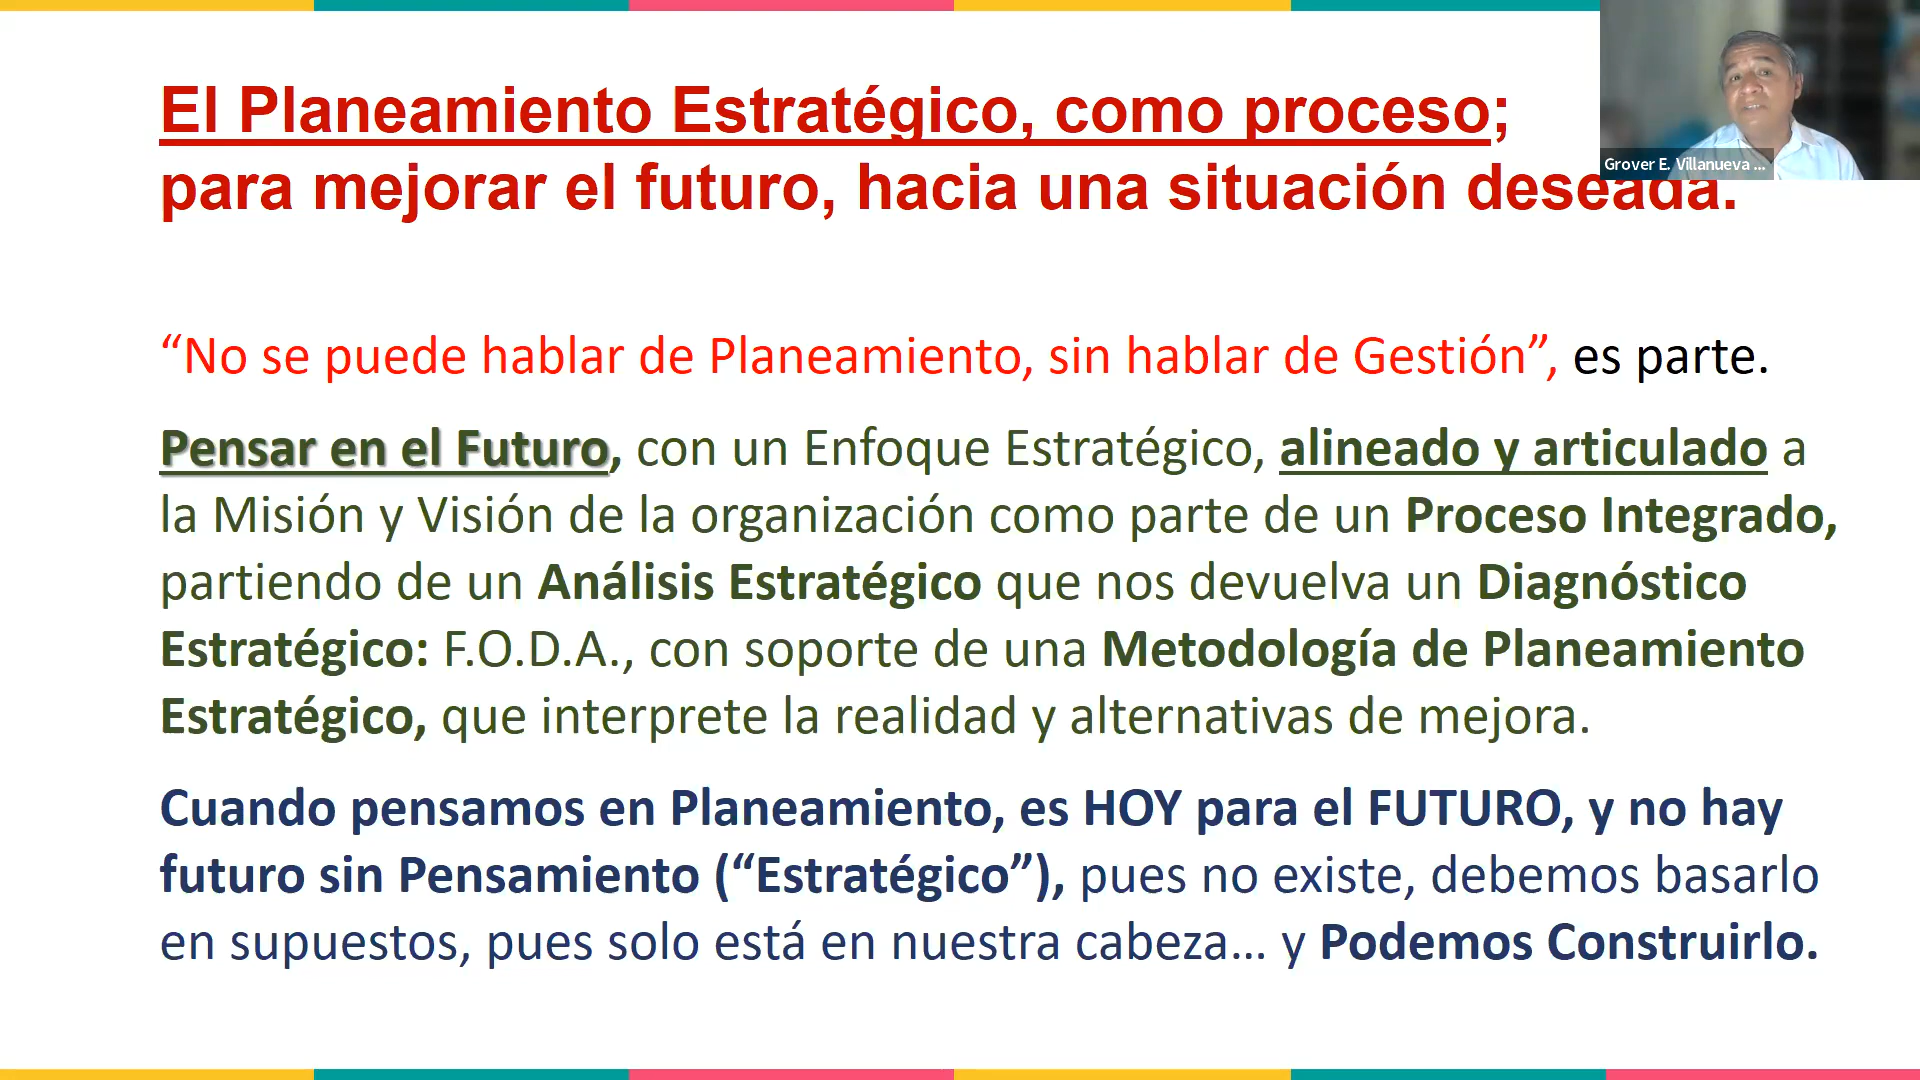 El Planeamiento Estratégico, como proceso;
para mejorar el futuro, hacia una situación deseada.
Grover E. Villanueva ...
“No se puede hablar de Planeamiento, sin hablar de Gestión”, es parte.
Pensar en el Futuro, con un Enfoque Estratégico, alineado y articulado a
la Misión y Visión de la organización como parte de un Proceso Integrado,
partiendo de un Análisis Estratégico que nos devuelva un Diagnóstico
Estratégico: F.O.D.A., con soporte de una Metodología de Planeamiento
Estratégico, que interprete la realidad y alternativas de mejora.
Cuando pensamos en Planeamiento, es HOY para el FUTURO, y no hay
futuro sin Pensamiento (“Estratégico”), pues no existe, debemos basarlo
en supuestos, pues solo está en nuestra cabeza... y Podemos Construirlo.